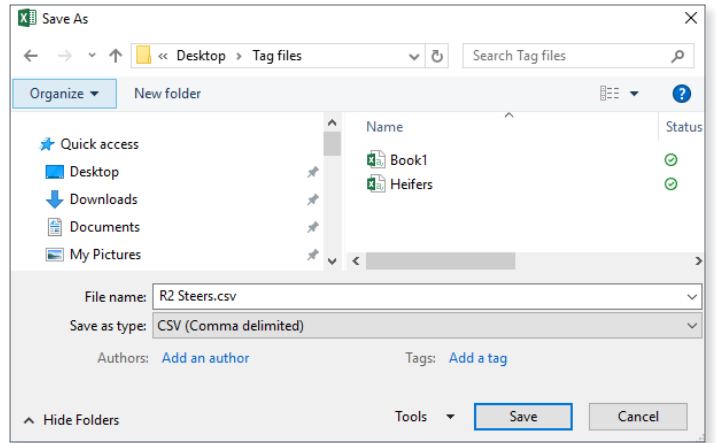 Save As
« Desktop › Tag files
Search Tag files
Organize
New folder
?
Name
Status
Quick access
Desktop
Downloads
Documents
My Pictures
Book1
Heifers
File name: R2 Steers.csv
Save as type: CSV (Comma delimited)
Authors: Add an author
Tags: Add a tag
Hide Folders
Tools
Save
Cancel